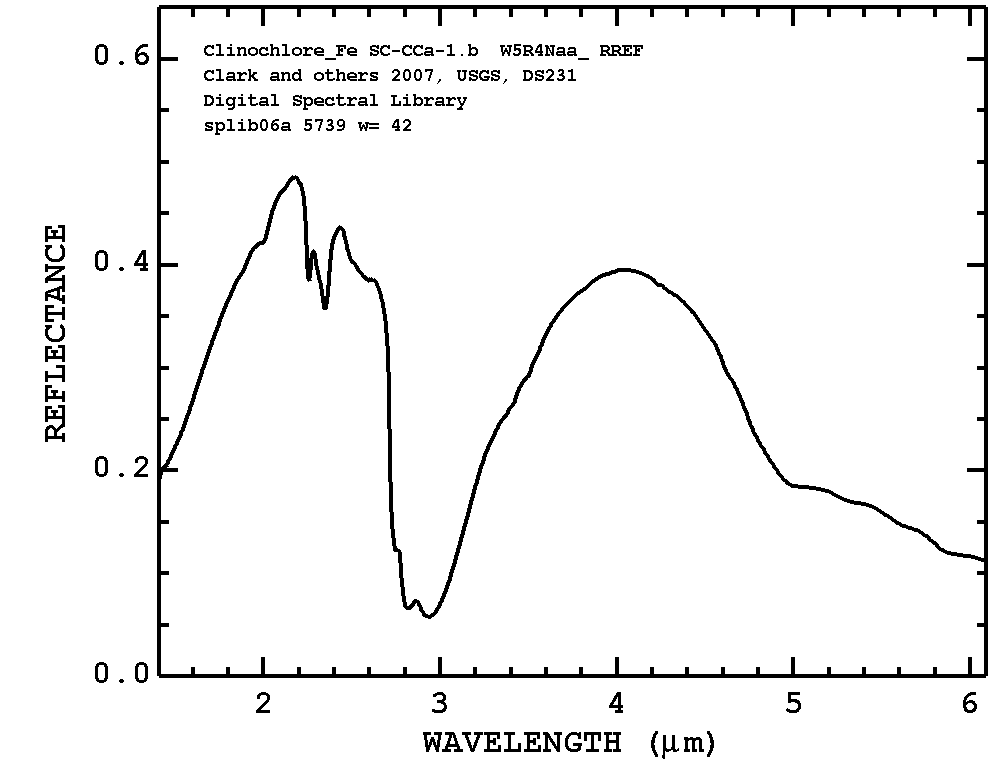 Clinochlore_Fe SC-CCa-1.b  W5R4Naa_ RREF
Clark and others 2007, USGS, DS231
Digital Spectral Library
splib06a 5739 w= 42
REFLECTANCE
0.6
0.4
0.2
0.0
2 3 4 5 6
WAVELENGTH (μm)